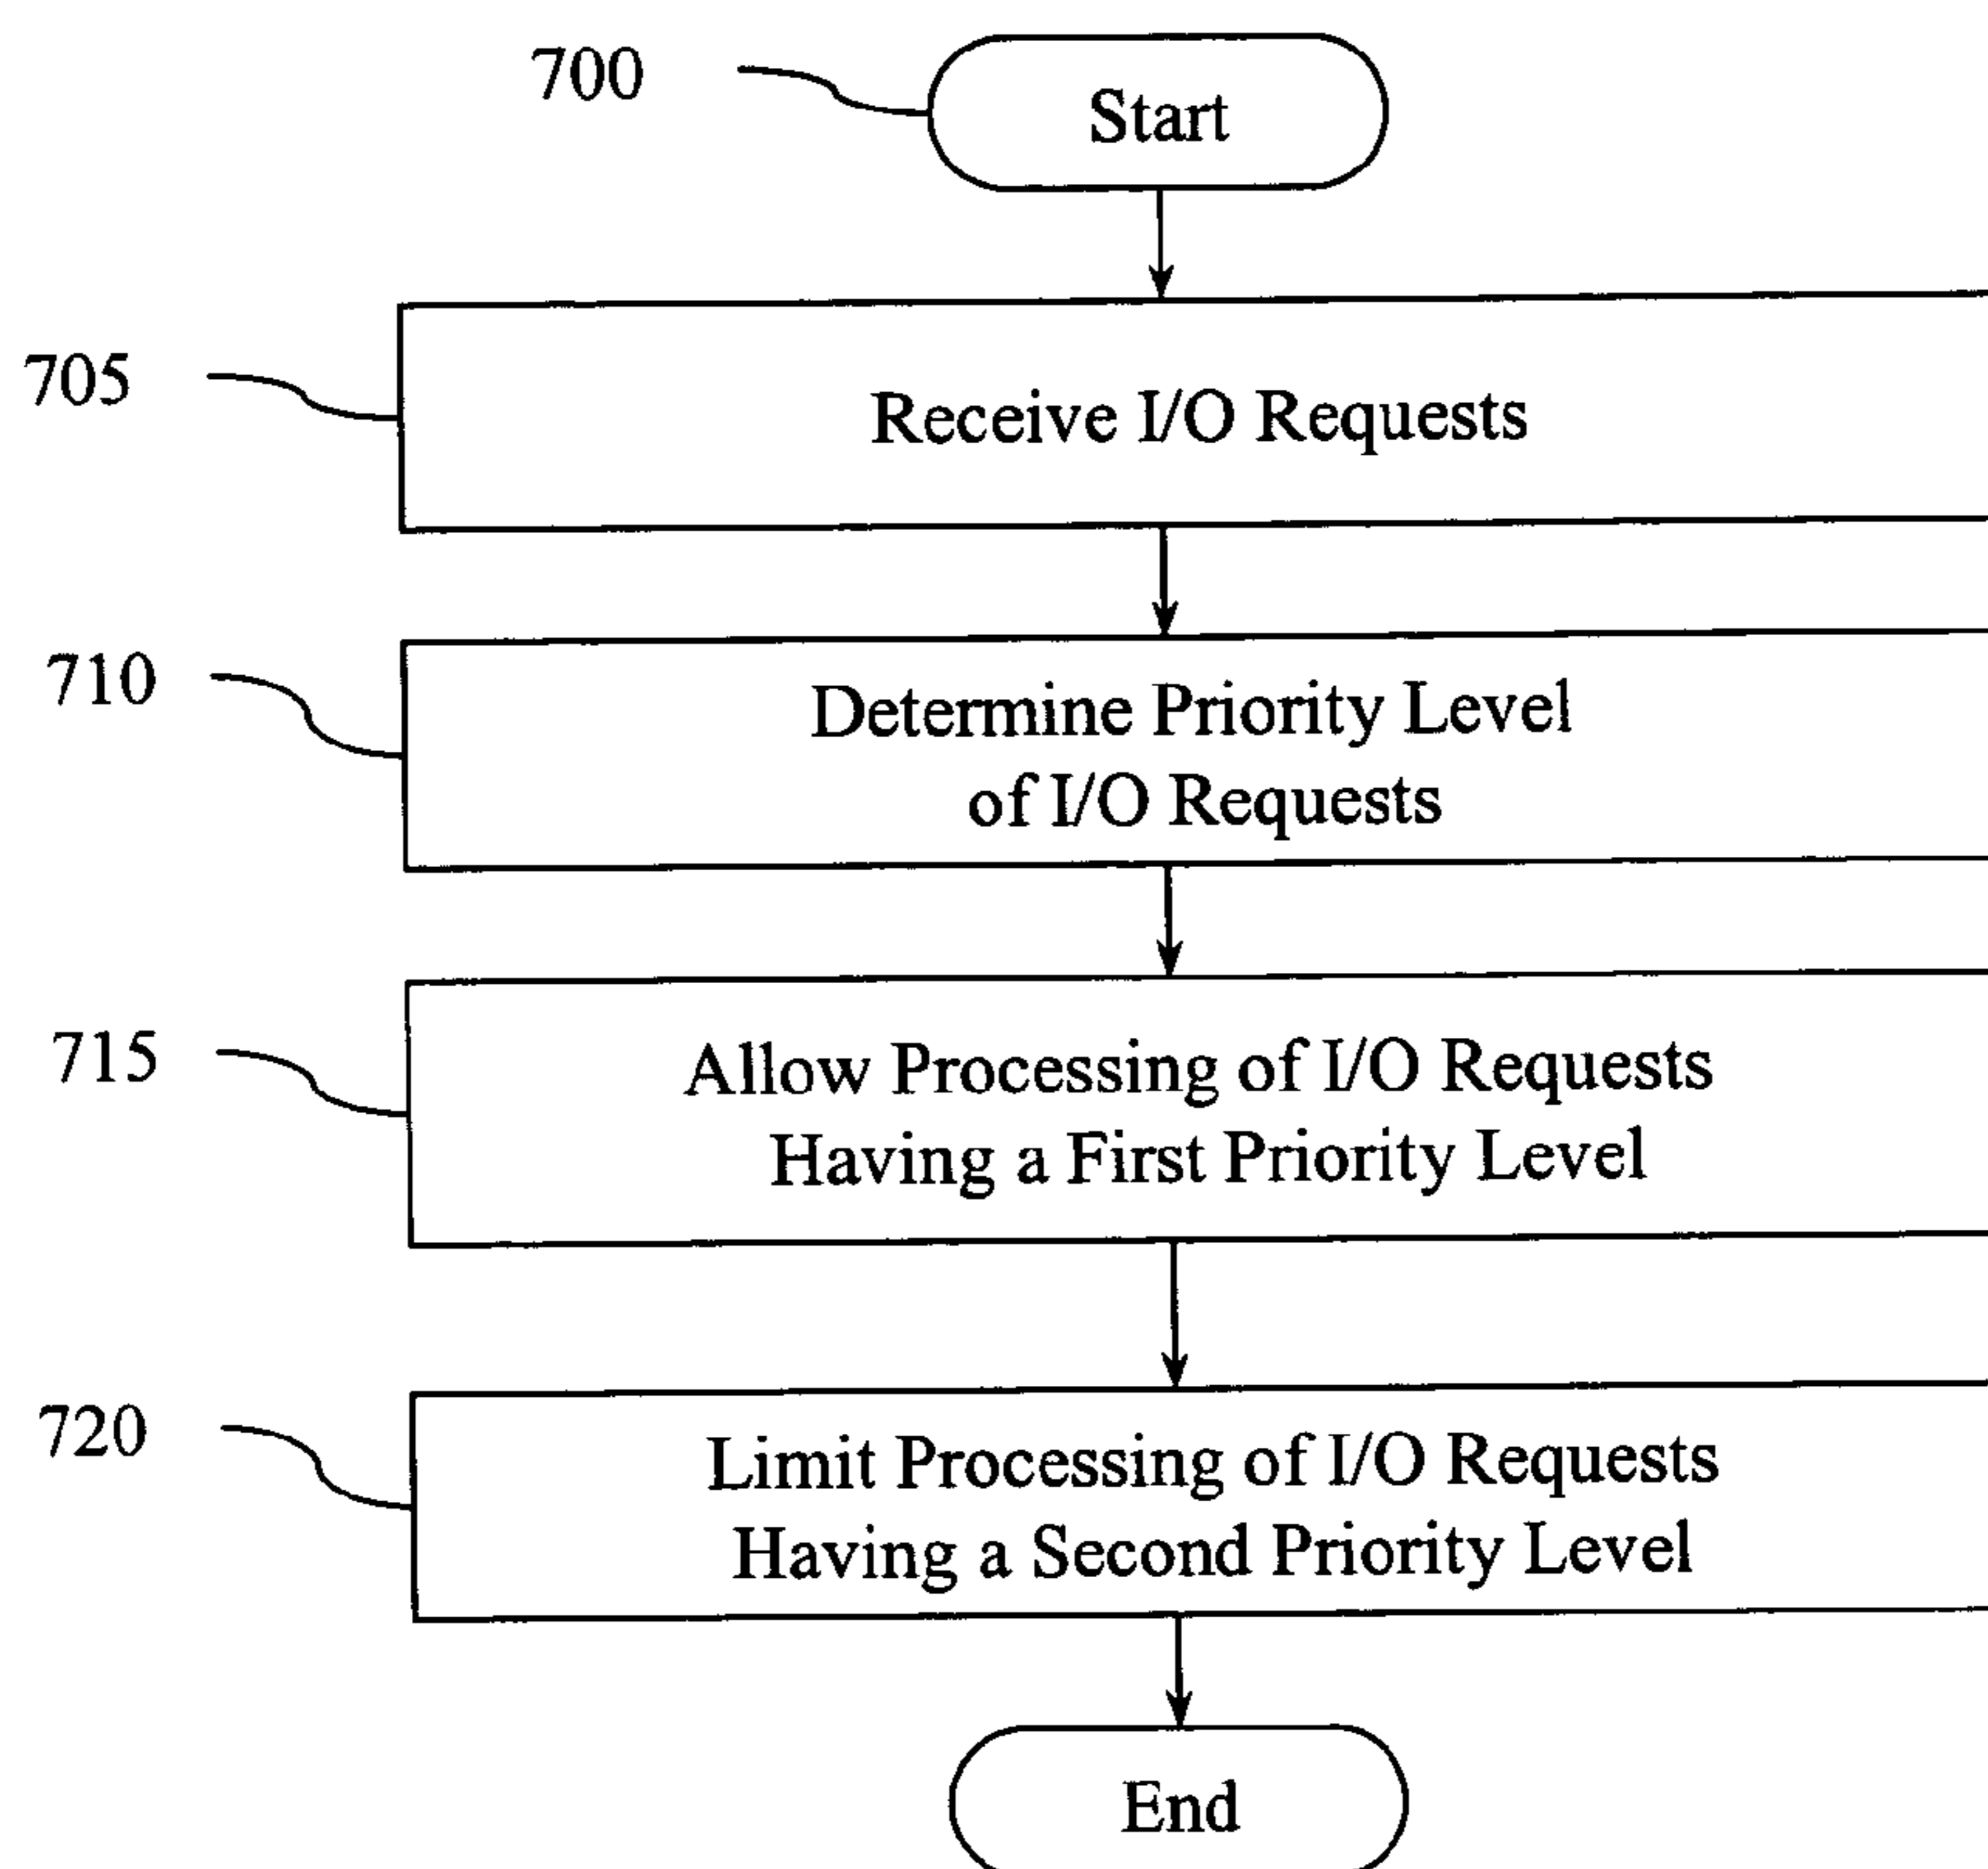 700
Start
705
Receive I/O Requests
710
Determine Priority Level
of I/O Requests
715
Allow Processing of I/O Requests
Having a First Priority Level
720
Limit Processing of I/O Requests
Having a Second Priority Level
End